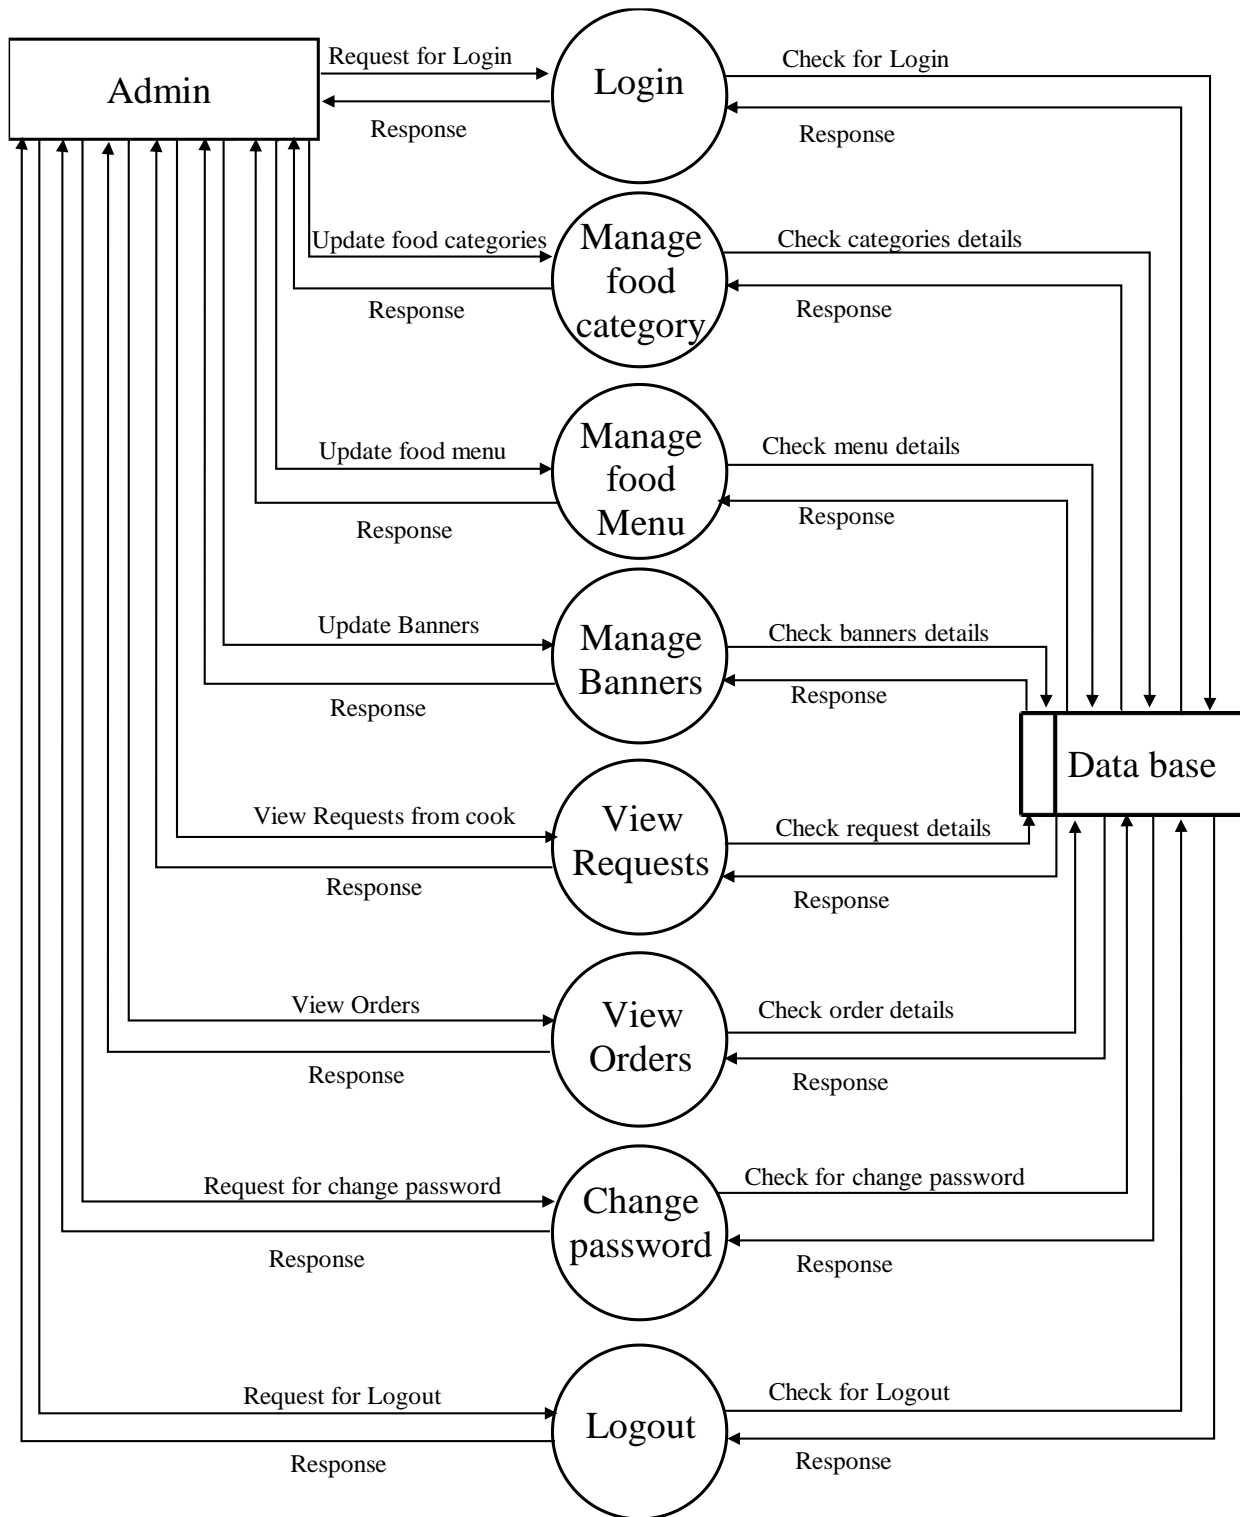 Admin
Request for Login
Response
Login
Check for Login
Response
Update food categories
Response
Manage
food
category
Check categories details
Response
Update food menu
Response
Manage
food
Menu
Check menu details
Response
Update Banners
Response
Manage
Banners
Check banners details
Response
Data base
View Requests from cook
Response
View
Requests
Check request details
Response
View Orders
Response
View
Orders
Check order details
Response
Request for change password
Response
Change
password
Check for change password
Response
Request for Logout
Response
Logout
Check for Logout
Response